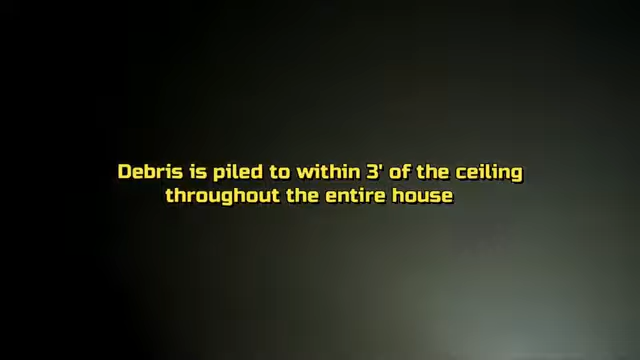 Debris is piled to within 3' of the ceiling
throughout the entire house